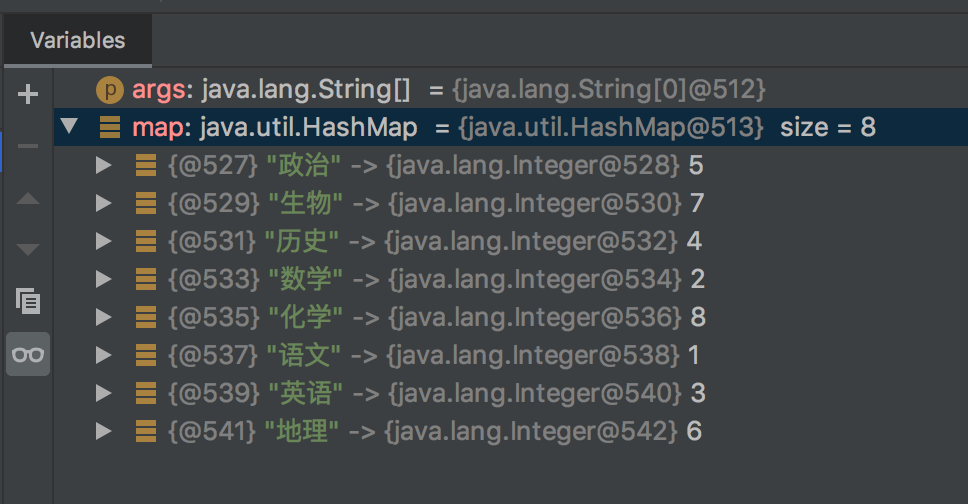 Variables
p args: java.lang.String[] = {java.lang.String[0]@512}
map: java.util.HashMap = {java.util.HashMap@513} size = 8
{@527} "政治" -> {java.lang.Integer@528} 5
{@529} "生物" -> {java.lang.Integer@530} 7
{@531} "历史" -> {java.lang.Integer@532} 4
{@533} "数学" -> {java.lang.Integer@534} 2
{@535} "化学" -> {java.lang.Integer@536} 8
{@537} "语文" -> {java.lang.Integer@538} 1
{@539} "英语" -> {java.lang.Integer@540} 3
{@541} "地理" -> {java.lang.Integer@542} 6